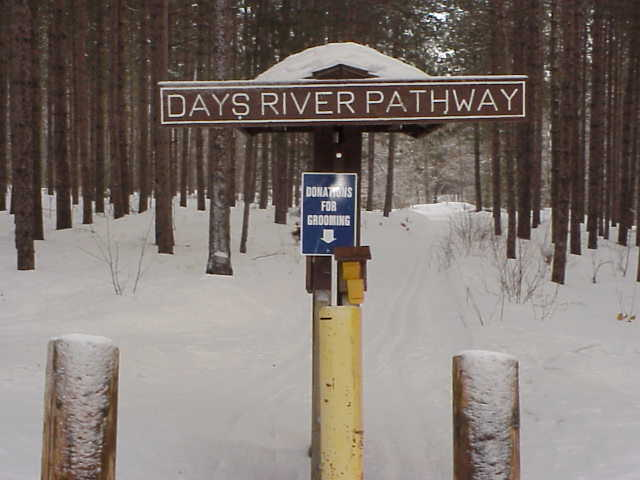 DAYS RIVER PATHWAY
DONATIONS
FOR
GROOMING